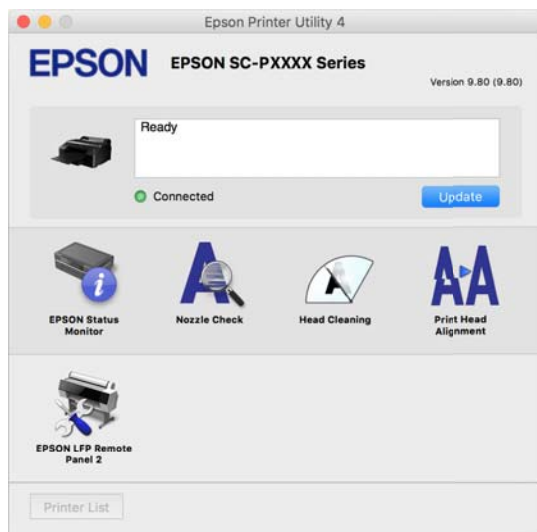 Epson Printer Utility 4
EPSON
EPSON SC-PXXXX Series
Version 9.80 (9.80)
Ready
Connected
Update
EPSON Status
Monitor
Nozzle Check
Head Cleaning
Print Head
Alignment
EPSON LFP Remote
Panel 2
Printer List